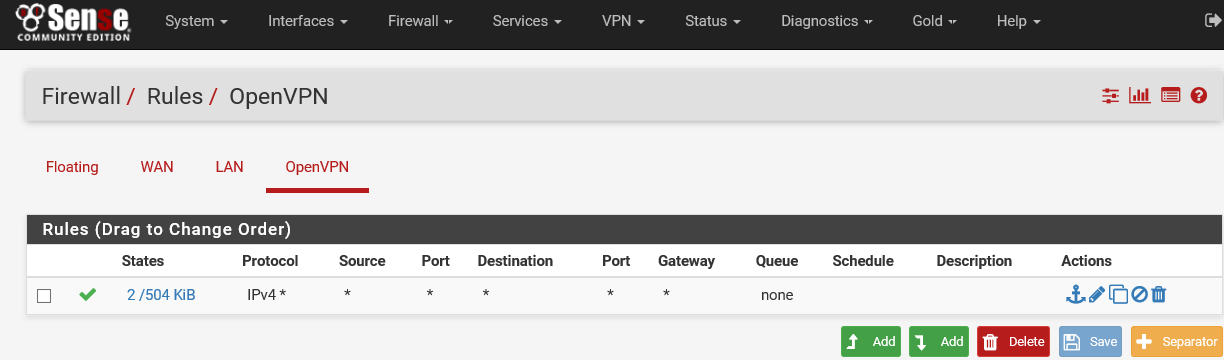 Sense System Interfaces Firewall Services VPN Status Diagnostics Gold Help
COMMUNITY EDITION
Firewall / Rules / OpenVPN
Floating WAN LAN OpenVPN
Rules (Drag to Change Order)
States Protocol Source Port Destination Port Gateway Queue Schedule Description Actions
2 /504 KiB IPv4 * * * * * * none
Add Add Delete Save Separator